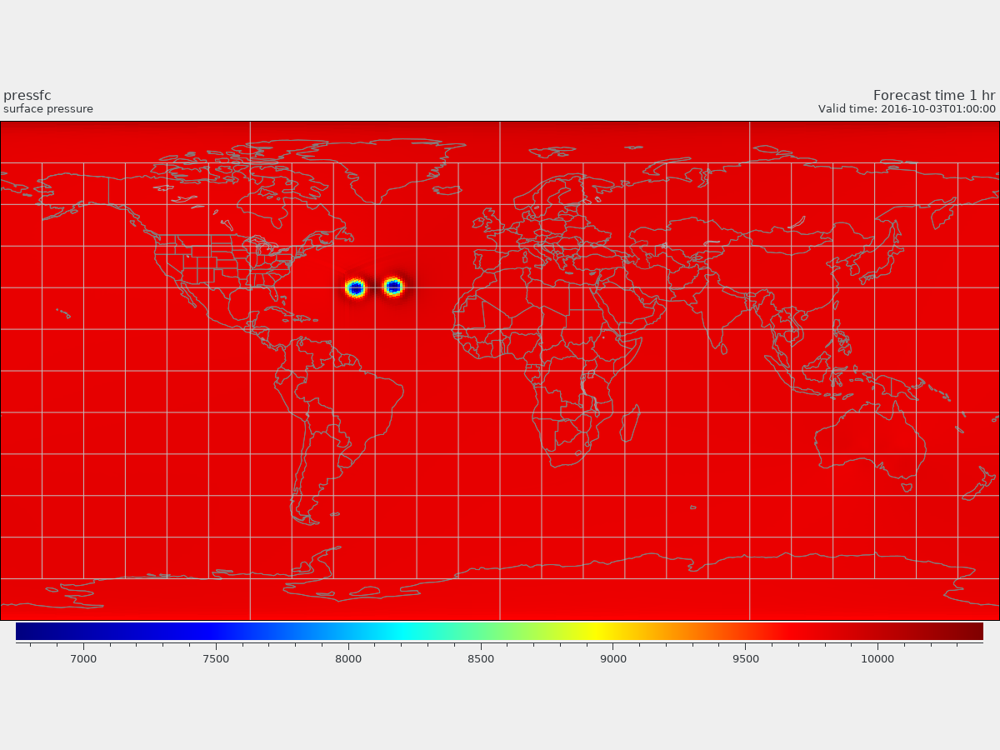 pressfc
Forecast time 1 hr
surface pressure
Valid time: 2016-10-03T01:00:00
7000 7500 8000 8500 9000 9500 10000